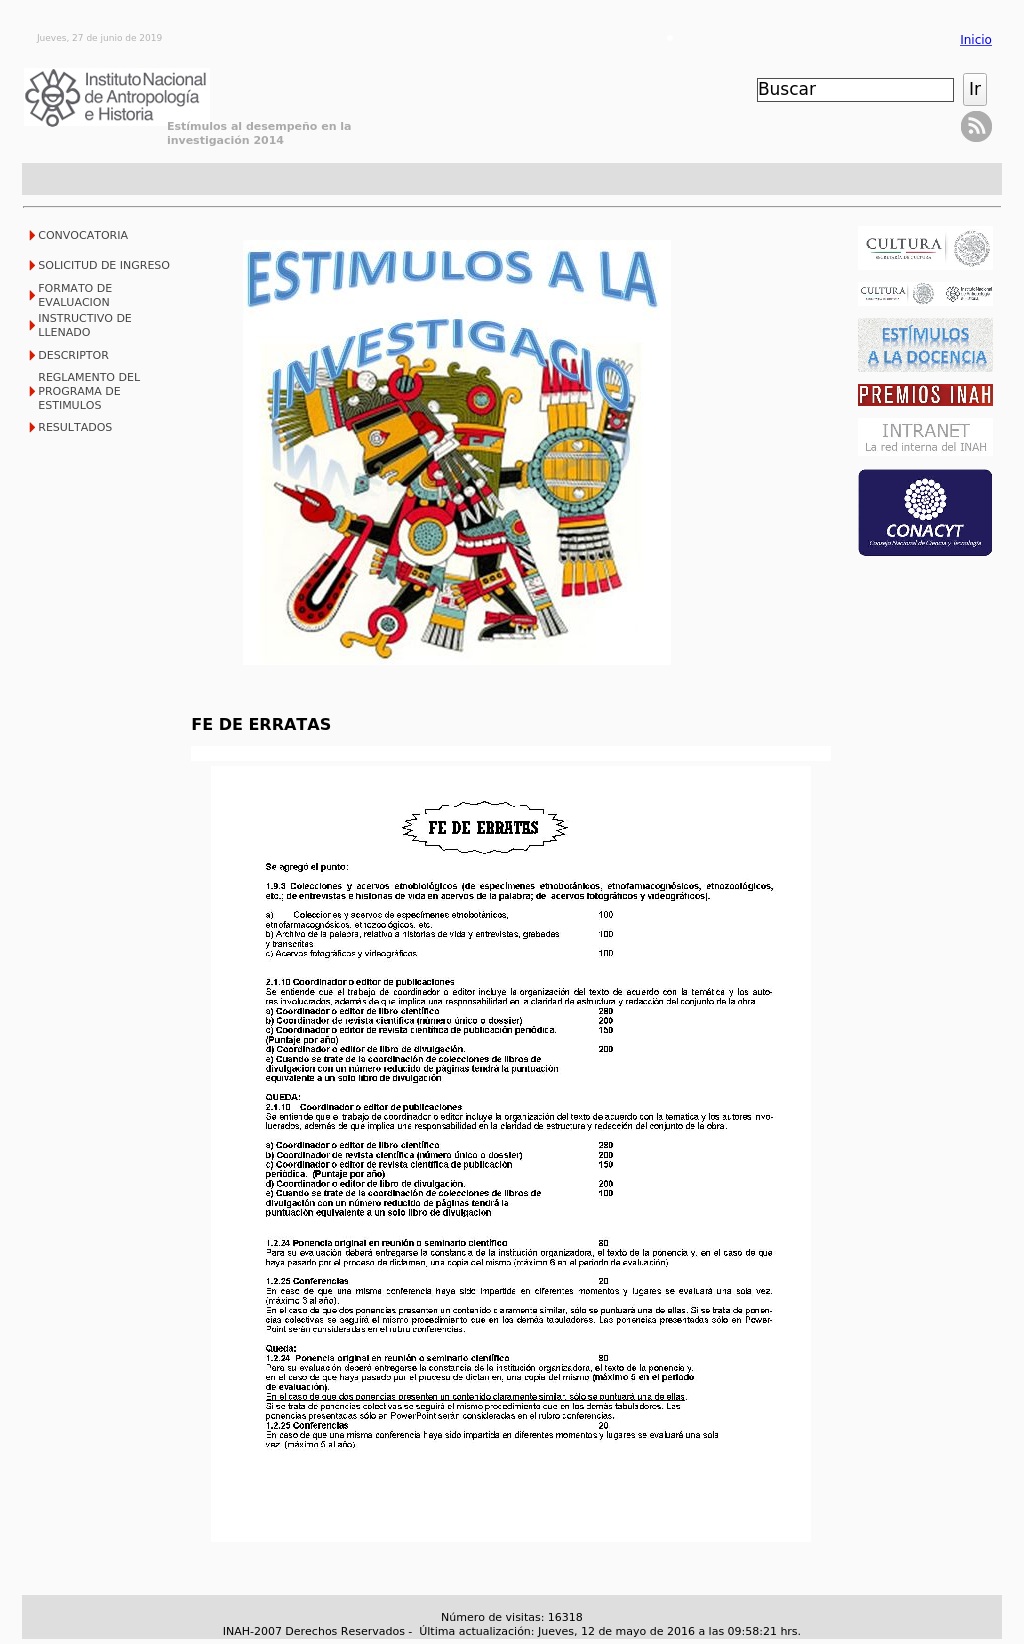 Jueves, 27 de junio de 2019
Inicio
Instituto Nacional
de Antropología
e Historia
Buscar
Ir
Estímulos al desempeño en la
investigación 2014
CONVOCATORIA
SOLICITUD DE INGRESO
FORMATO DE
EVALUACION
INSTRUCTIVO DE
LLENADO
DESCRIPTOR
REGLAMENTO DEL
PROGRAMA DE
ESTIMULOS
RESULTADOS
ESTIMULOS A LA
INVESTIGACIO
CULTURA
SECRETARÍA DE CULTURA
CULTURA
Instituto Nacional
de Antropología
e Historia
ESTÍMULOS
A LA DOCENCIA
PREMIOS INAH
INTRANET
La red interna del INAH
CONACYT
Consejo Nacional de Ciencia y Tecnología
FE DE ERRATAS
FE DE ERRATAS
Se agregó el punto:
1.9.3 Colecciones y acervos etnobiológicos (de especímenes etnobotánicos, etnofarmacognósicos, etnozoológicos,
etc.; de entrevistas e historias de vida en acervos de la palabra; de acervos fotográficos y videográficos).
a) Colecciones y acervos de especímenes etnobotánicos, 100
etnofarmacognósicos, etnozoológicos, etc.
b) Archivo de la palabra, relativo a historias de vida y entrevistas, grabadas 100
y transcritas
c) Acervos fotográficos y videográficos 100
2.1.10 Coordinador o editor de publicaciones
Se entiende que el trabajo de coordinador o editor incluye la organización del texto de acuerdo con la temática y los auto-
res involucrados, además de que implica una responsabilidad en la claridad de estructura y redacción del conjunto de la obra.
a) Coordinador o editor de libro científico 280
b) Coordinador de revista científica (número único o dossier) 200
c) Coordinador o editor de revista científica de publicación periódica. 150
(Puntaje por año)
d) Coordinador o editor de libro de divulgación. 200
e) Cuando se trate de la coordinación de colecciones de libros de
divulgación con un número reducido de páginas tendrá la puntuación
equivalente a un solo libro de divulgación
QUEDA:
2.1.10 Coordinador o editor de publicaciones
Se entiende que el trabajo de coordinador o editor incluye la organización del texto de acuerdo con la temática y los autores invo-
lucrados, además de que implica una responsabilidad en la claridad de estructura y redacción del conjunto de la obra.
a) Coordinador o editor de libro científico 280
b) Coordinador de revista científica (número único o dossier) 200
c) Coordinador o editor de revista científica de publicación 150
periódica. (Puntaje por año)
d) Coordinador o editor de libro de divulgación. 200
e) Cuando se trate de la coordinación de colecciones de libros de 100
divulgación con un número reducido de páginas tendrá la
puntuación equivalente a un solo libro de divulgación
1.2.24 Ponencia original en reunión o seminario científico 80
Para su evaluación deberá entregarse la constancia de la institución organizadora, el texto de la ponencia y, en el caso de que
haya pasado por el proceso de dictamen, una copia del mismo (máximo 6 en el periodo de evaluación)
1.2.25 Conferencias 20
En caso de que una misma conferencia haya sido impartida en diferentes momentos y lugares se evaluará una sola vez.
(máximo 3 al año).
En el caso de que dos ponencias presenten un contenido claramente similar, sólo se puntuará una de ellas. Si se trata de ponen-
cias colectivas se seguirá el mismo procedimiento que en los demás tabuladores. Las ponencias presentadas sólo en Power-
Point serán consideradas en el rubro conferencias.
Queda:
1.2.24 Ponencia original en reunión o seminario científico 80
Para su evaluación deberá entregarse la constancia de la institución organizadora, el texto de la ponencia y,
en el caso de que haya pasado por el proceso de dictamen, una copia del mismo (máximo 5 en el periodo
de evaluación).
En el caso de que dos ponencias presenten un contenido claramente similar, sólo se puntuará una de ellas.
Si se trata de ponencias colectivas se seguirá el mismo procedimiento que en los demás tabuladores. Las
ponencias presentadas sólo en PowerPoint serán consideradas en el rubro conferencias.
1.2.25 Conferencias 20
En caso de que una misma conferencia haya sido impartida en diferentes momentos y lugares se evaluará una sola
vez. (máximo 5 al año)
Número de visitas: 16318
INAH-2007 Derechos Reservados - Última actualización: Jueves, 12 de mayo de 2016 a las 09:58:21 hrs.